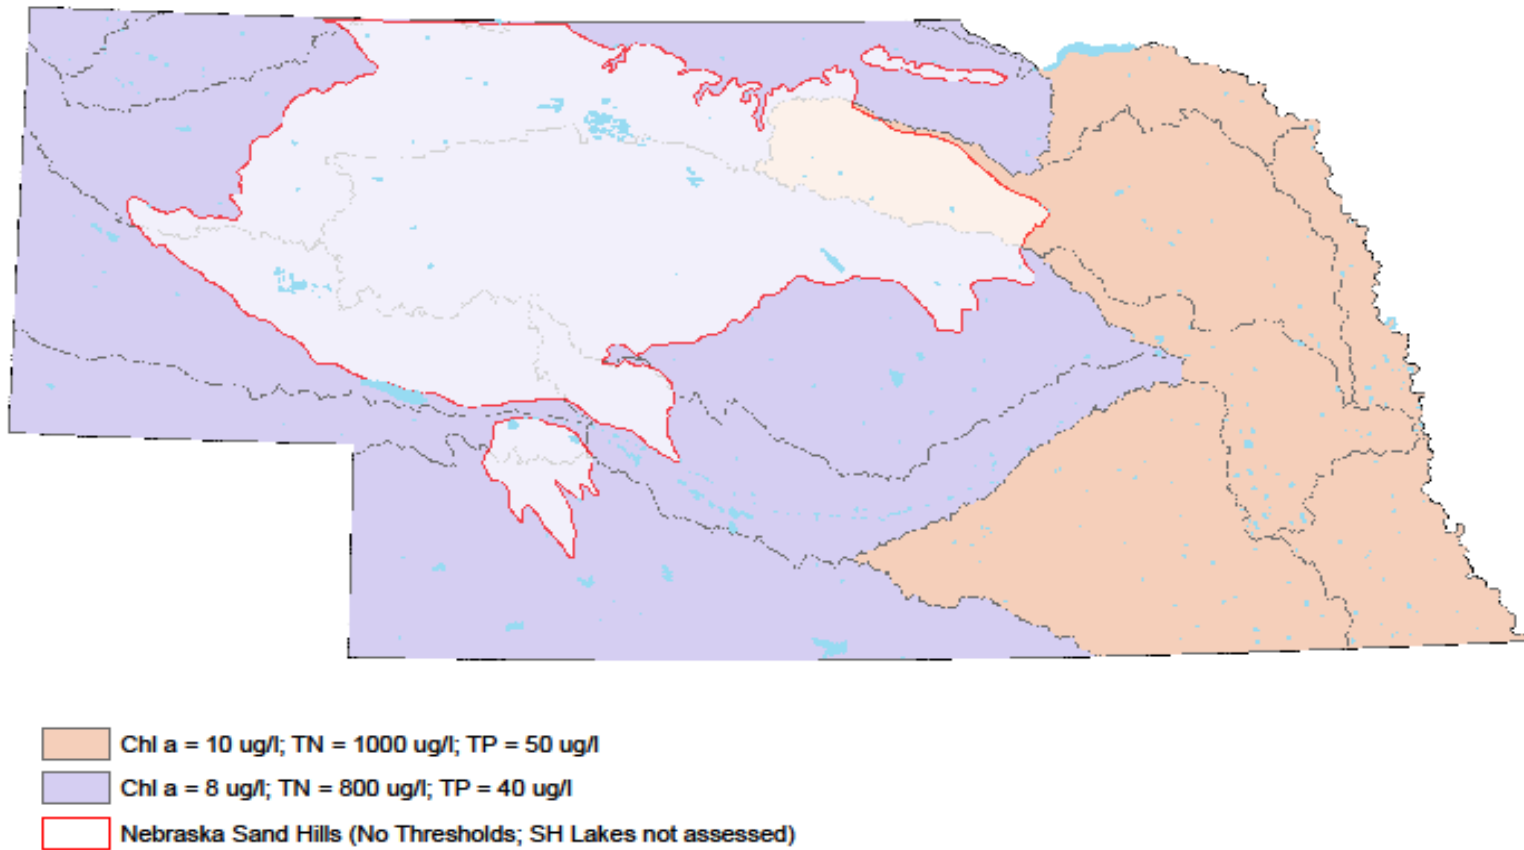 Chl a = 10 ug/l; TN = 1000 ug/l; TP = 50 ug/l
Chl a = 8 ug/l; TN = 800 ug/l; TP = 40 ug/l
Nebraska Sand Hills (No Thresholds; SH Lakes not assessed)